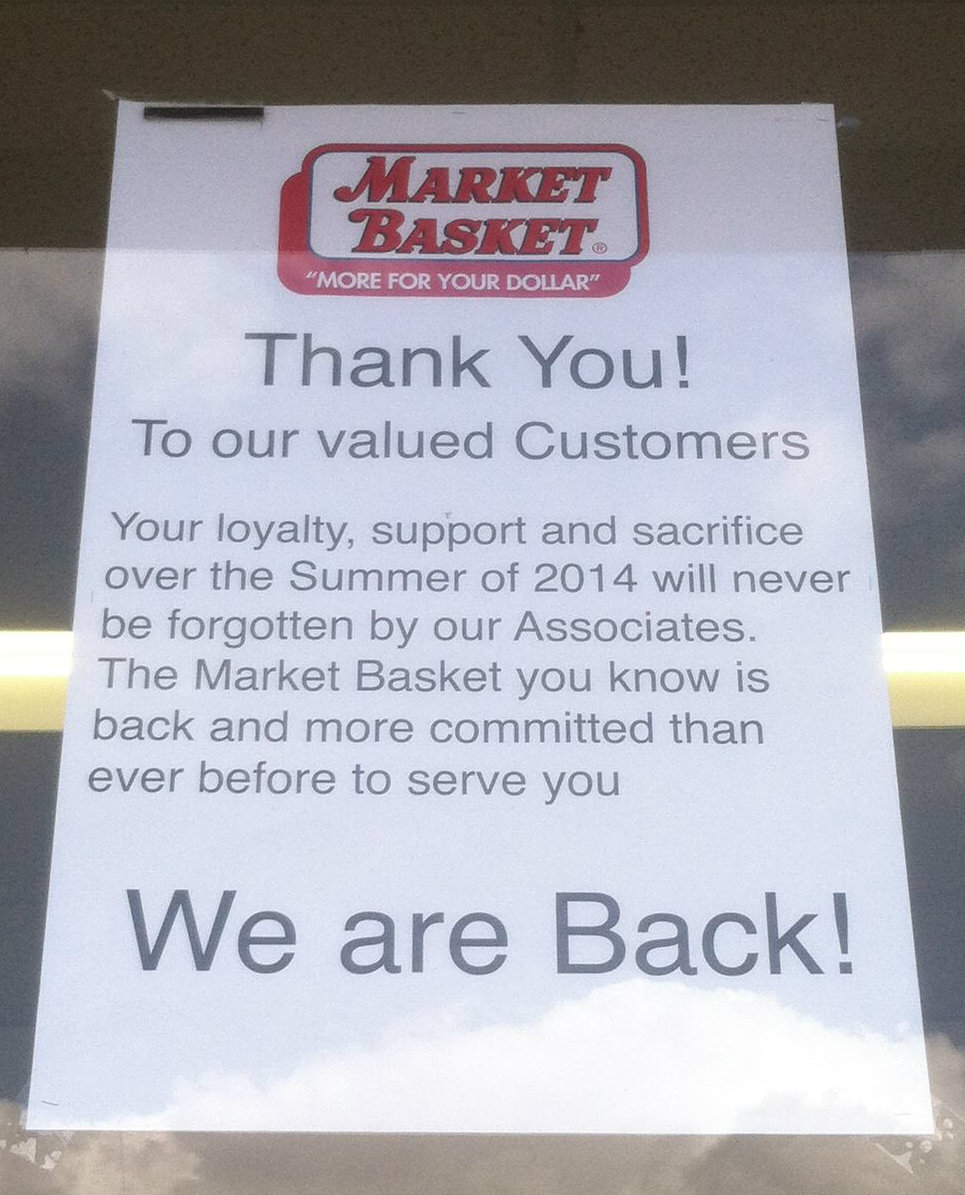 MARKET
BASKET®
“MORE FOR YOUR DOLLAR”
Thank You!
To our valued Customers
Your loyalty, support and sacrifice
over the Summer of 2014 will never
be forgotten by our Associates.
The Market Basket you know is
back and more committed than
ever before to serve you
We are Back!